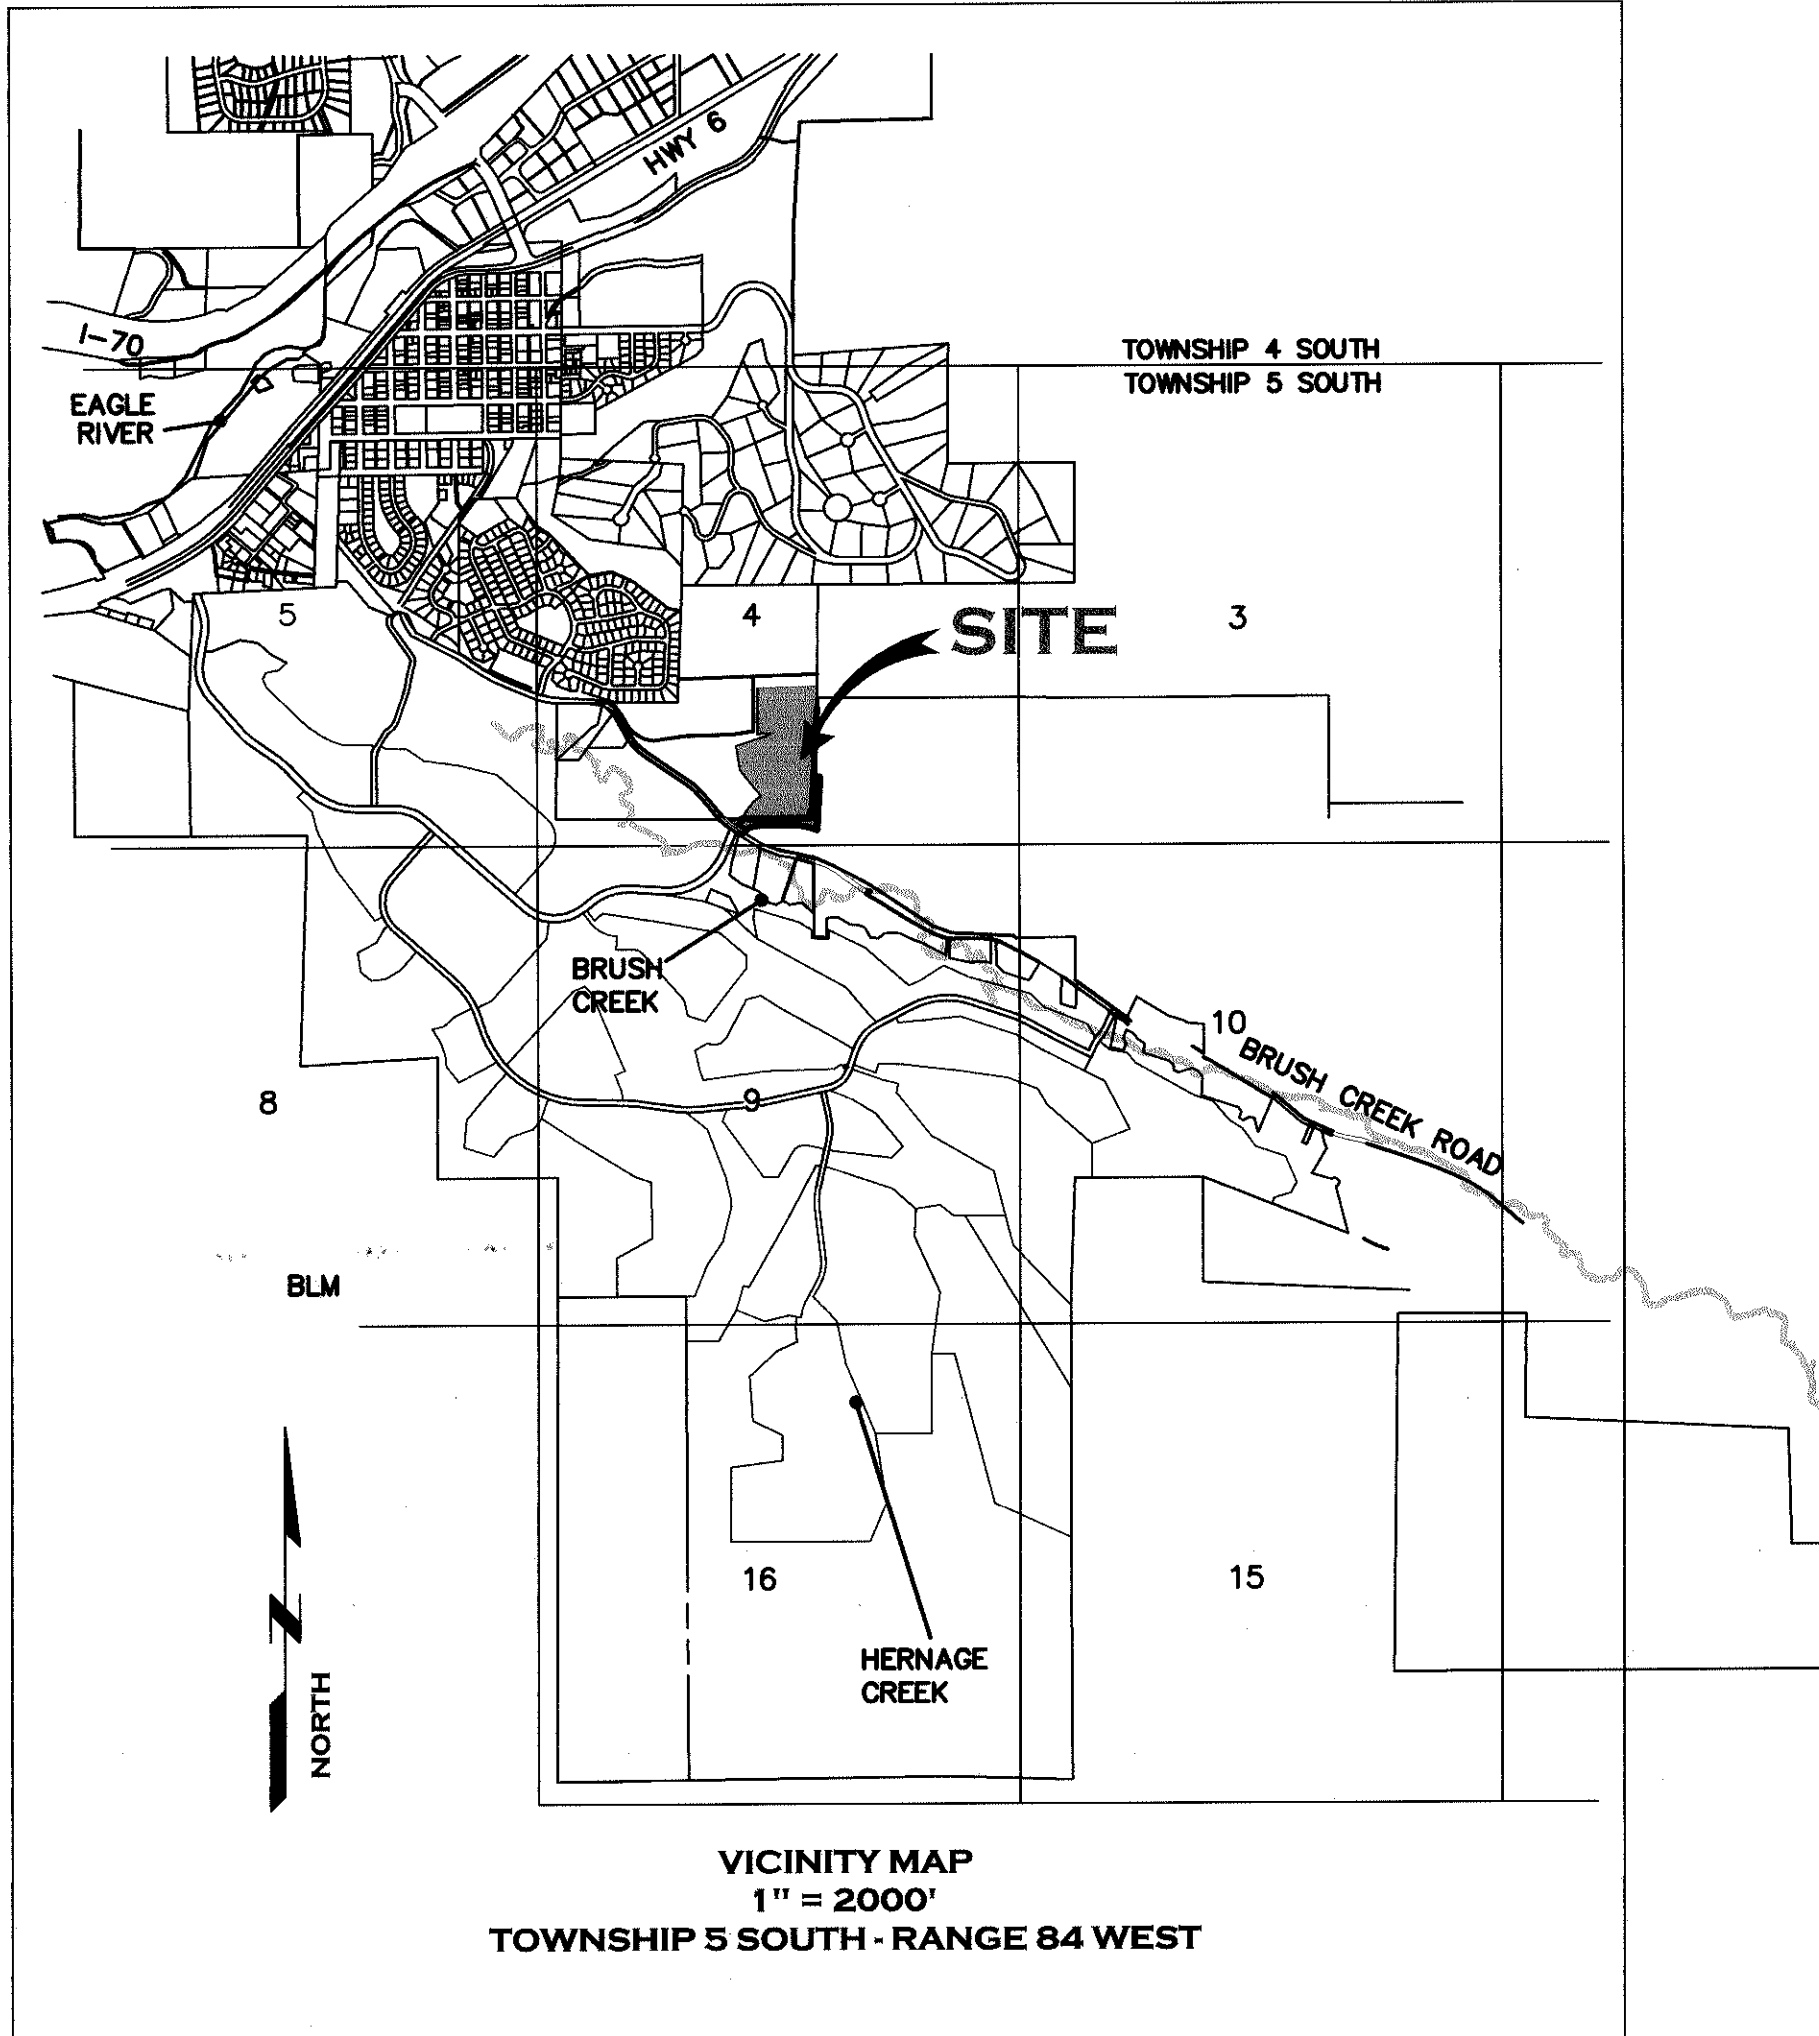 HWY 6
I-70
TOWNSHIP 4 SOUTH
TOWNSHIP 5 SOUTH
EAGLE
RIVER
5
4
SITE
3
BRUSH
CREEK
10
BRUSH CREEK ROAD
8
9
BLM
16
15
HERNAGE
CREEK
N
NORTH
VICINITY MAP
1" = 2000'
TOWNSHIP 5 SOUTH - RANGE 84 WEST